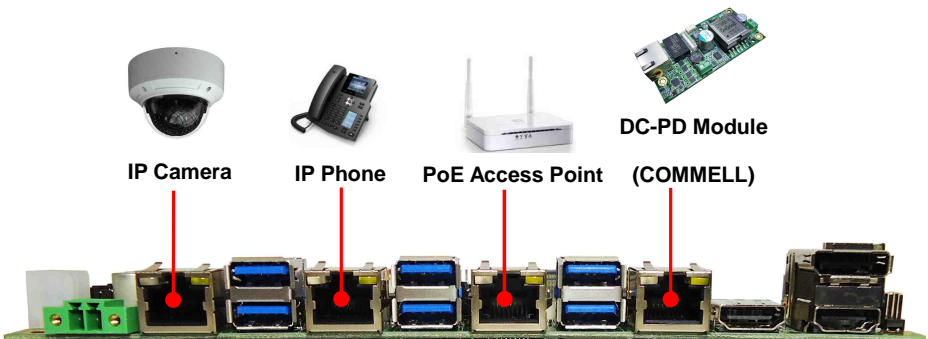 IP Camera
IP Phone
PoE Access Point
DC-PD Module
(COMMELL)